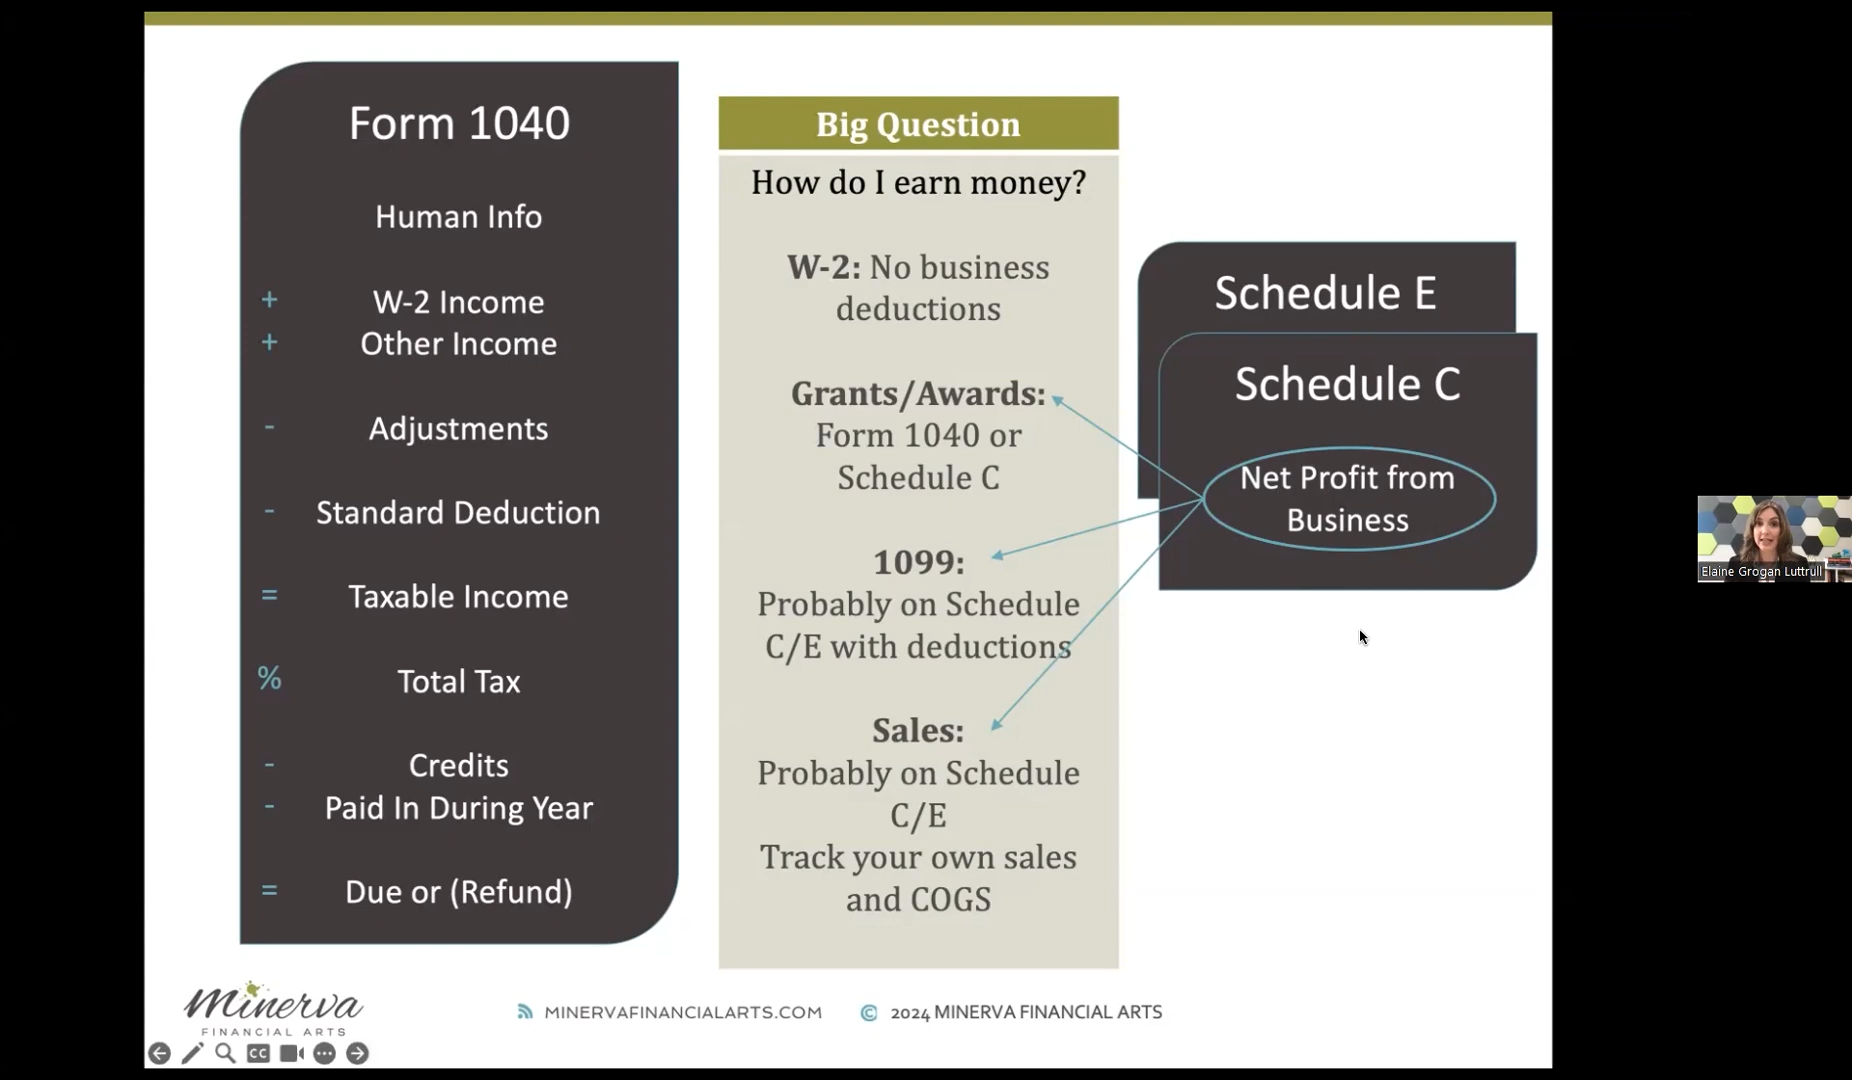 Form 1040
Human Info
+ W-2 Income
+ Other Income
- Adjustments
- Standard Deduction
= Taxable Income
% Total Tax
- Credits
- Paid In During Year
= Due or (Refund)
Big Question
How do I earn money?
W-2: No business
deductions
Grants/Awards:
Form 1040 or
Schedule C
1099:
Probably on Schedule
C/E with deductions
Sales:
Probably on Schedule
C/E
Track your own sales
and COGS
Schedule E
Schedule C
Net Profit from
Business
Elaine Grogan Luttrull
Minerva
FINANCIAL ARTS
MINERVAFINANCIALARTS.COM
© 2024 MINERVA FINANCIAL ARTS
CC